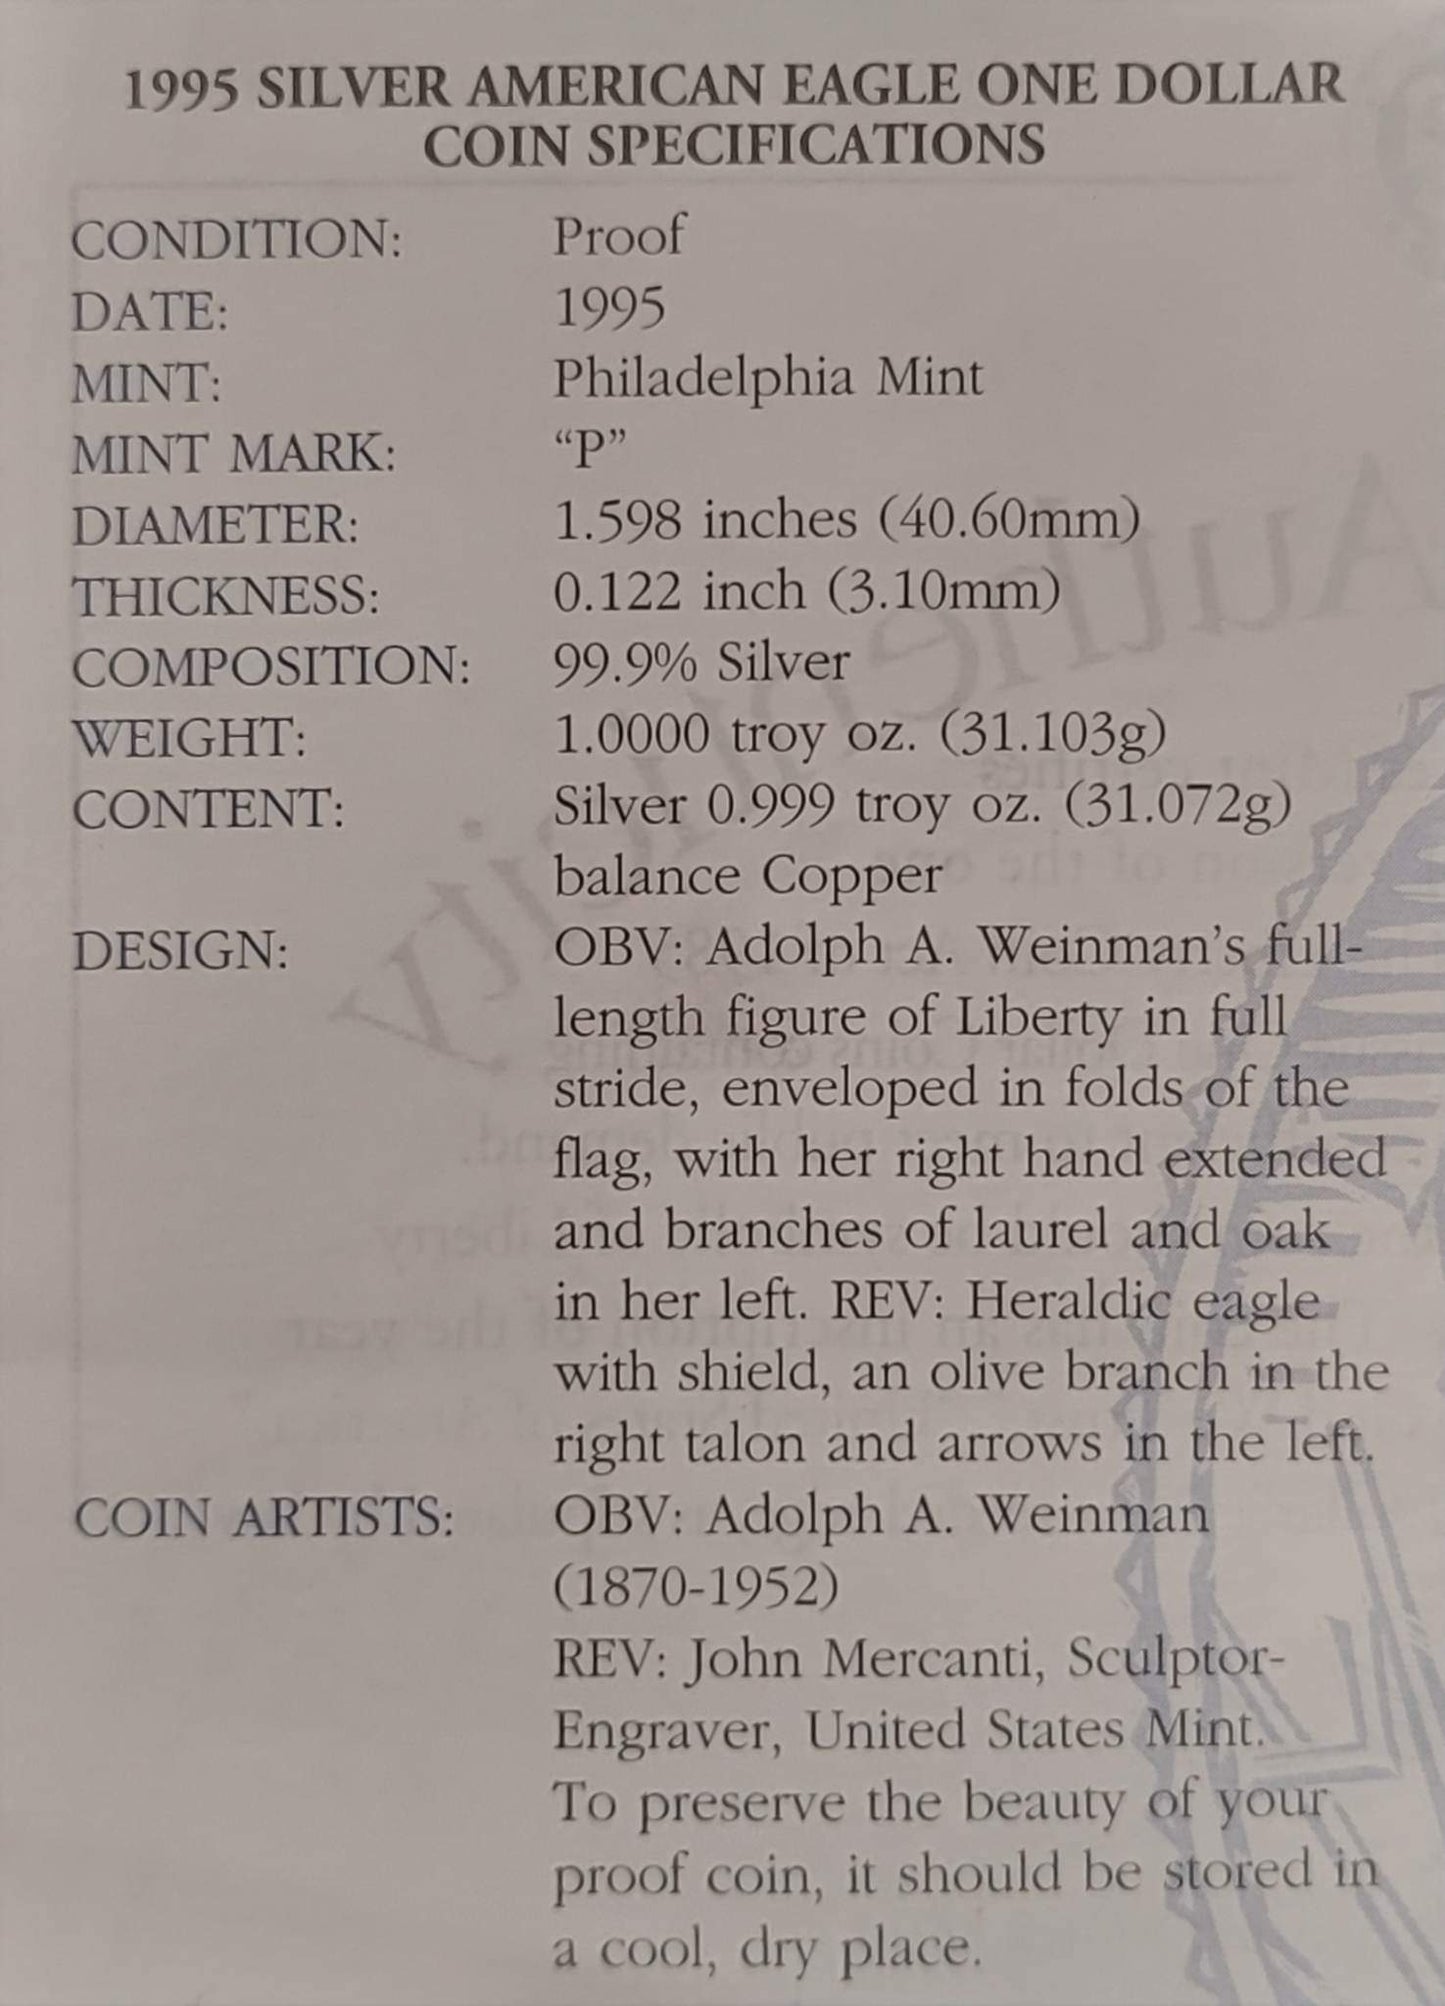 1995 SILVER AMERICAN EAGLE ONE DOLLAR
COIN SPECIFICATIONS
CONDITION: Proof
DATE: 1995
MINT: Philadelphia Mint
MINT MARK: “P”
DIAMETER: 1.598 inches (40.60mm)
THICKNESS: 0.122 inch (3.10mm)
COMPOSITION: 99.9% Silver
WEIGHT: 1.0000 troy oz. (31.103g)
CONTENT: Silver 0.999 troy oz. (31.072g)
balance Copper
DESIGN: OBV: Adolph A. Weinman’s full-
length figure of Liberty in full
stride, enveloped in folds of the
flag, with her right hand extended
and branches of laurel and oak
in her left. REV: Heraldic eagle
with shield, an olive branch in the
right talon and arrows in the left.
COIN ARTISTS: OBV: Adolph A. Weinman
(1870-1952)
REV: John Mercanti, Sculptor-
Engraver, United States Mint.
To preserve the beauty of your
proof coin, it should be stored in
a cool, dry place.